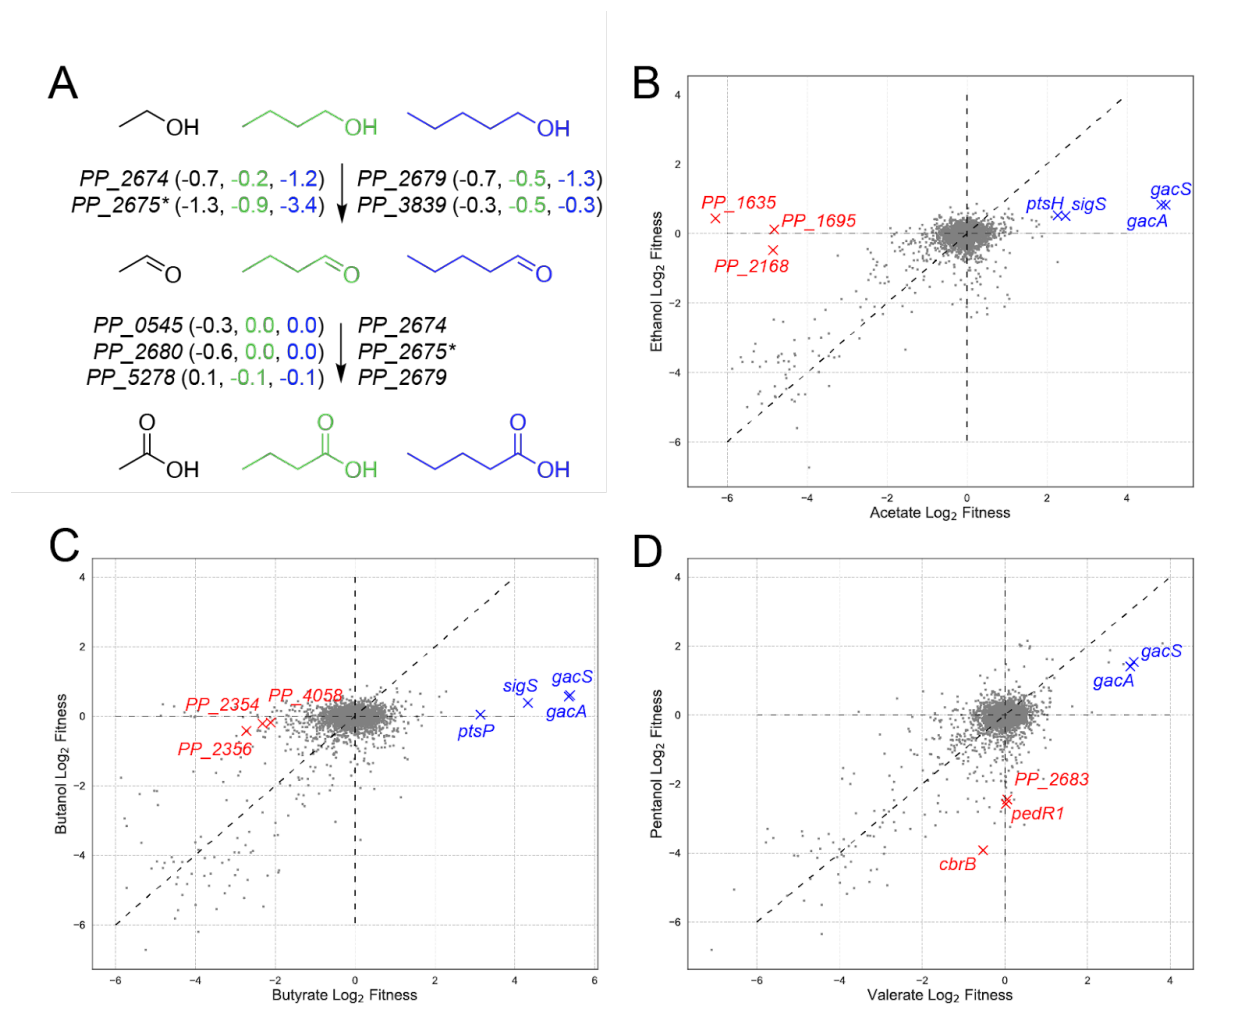 A
OH OH OH
PP_2674 (-0.7, -0.2, -1.2) PP_2679 (-0.7, -0.5, -1.3)
PP_2675* (-1.3, -0.9, -3.4) PP_3839 (-0.3, -0.5, -0.3)
O O O
PP_0545 (-0.3, 0.0, 0.0) PP_2674
PP_2680 (-0.6, 0.0, 0.0) PP_2675*
PP_5278 (0.1, -0.1, -0.1) PP_2679
O O O
OH OH OH
B
4
2
0
−2
−4
−6
Ethanol Log2 Fitness
PP_1635
PP_1695
PP_2168
ptsH sigS
gacS
gacA
−6 −4 −2 0 2 4
Acetate Log2 Fitness
C
4
2
0
−2
−4
−6
Butanol Log2 Fitness
PP_2354 PP_4058
PP_2356
sigS
gacS
gacA
ptsP
−6 −4 −2 0 2 4 6
Butyrate Log2 Fitness
D
4
2
0
−2
−4
−6
Pentanol Log2 Fitness
gacS
gacA
PP_2683
pedR1
cbrB
−6 −4 −2 0 2 4
Valerate Log2 Fitness